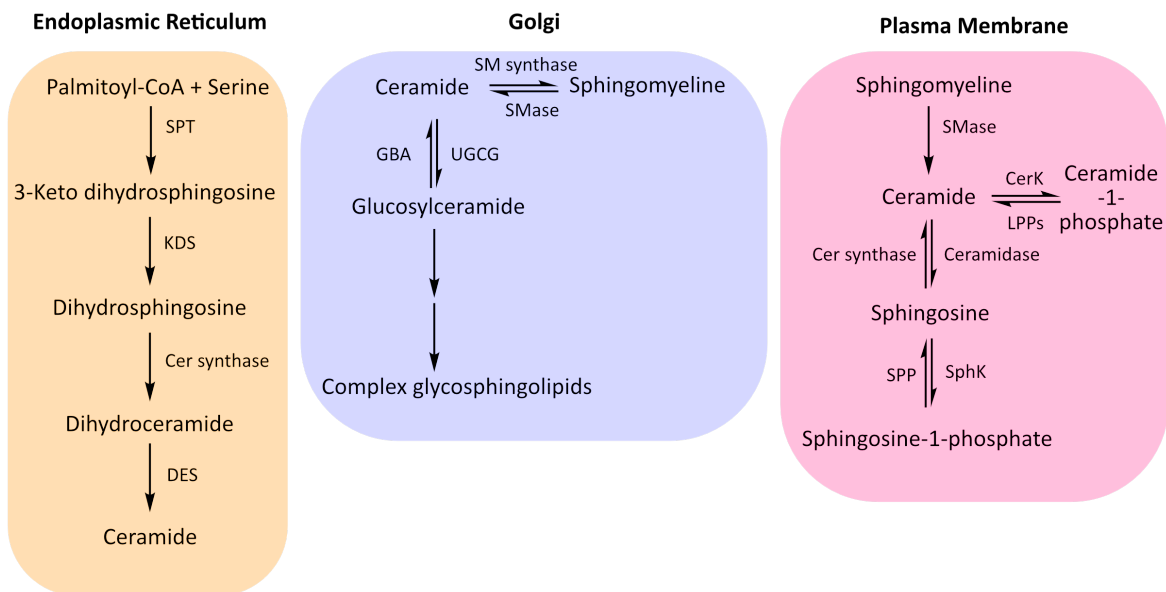 Endoplasmic Reticulum
Palmitoyl-CoA + Serine
SPT
3-Keto dihydrosphingosine
KDS
Dihydrosphingosine
Cer synthase
Dihydroceramide
DES
Ceramide
Golgi
SM synthase
Ceramide
Sphingomyeline
SMase
GBA
UGCG
Glucosylceramide
Complex glycosphingolipids
Plasma Membrane
Sphingomyeline
SMase
Ceramide
CerK
LPPs
Ceramide
-1-
phosphate
Cer synthase
Ceramidase
Sphingosine
SPP
SphK
Sphingosine-1-phosphate